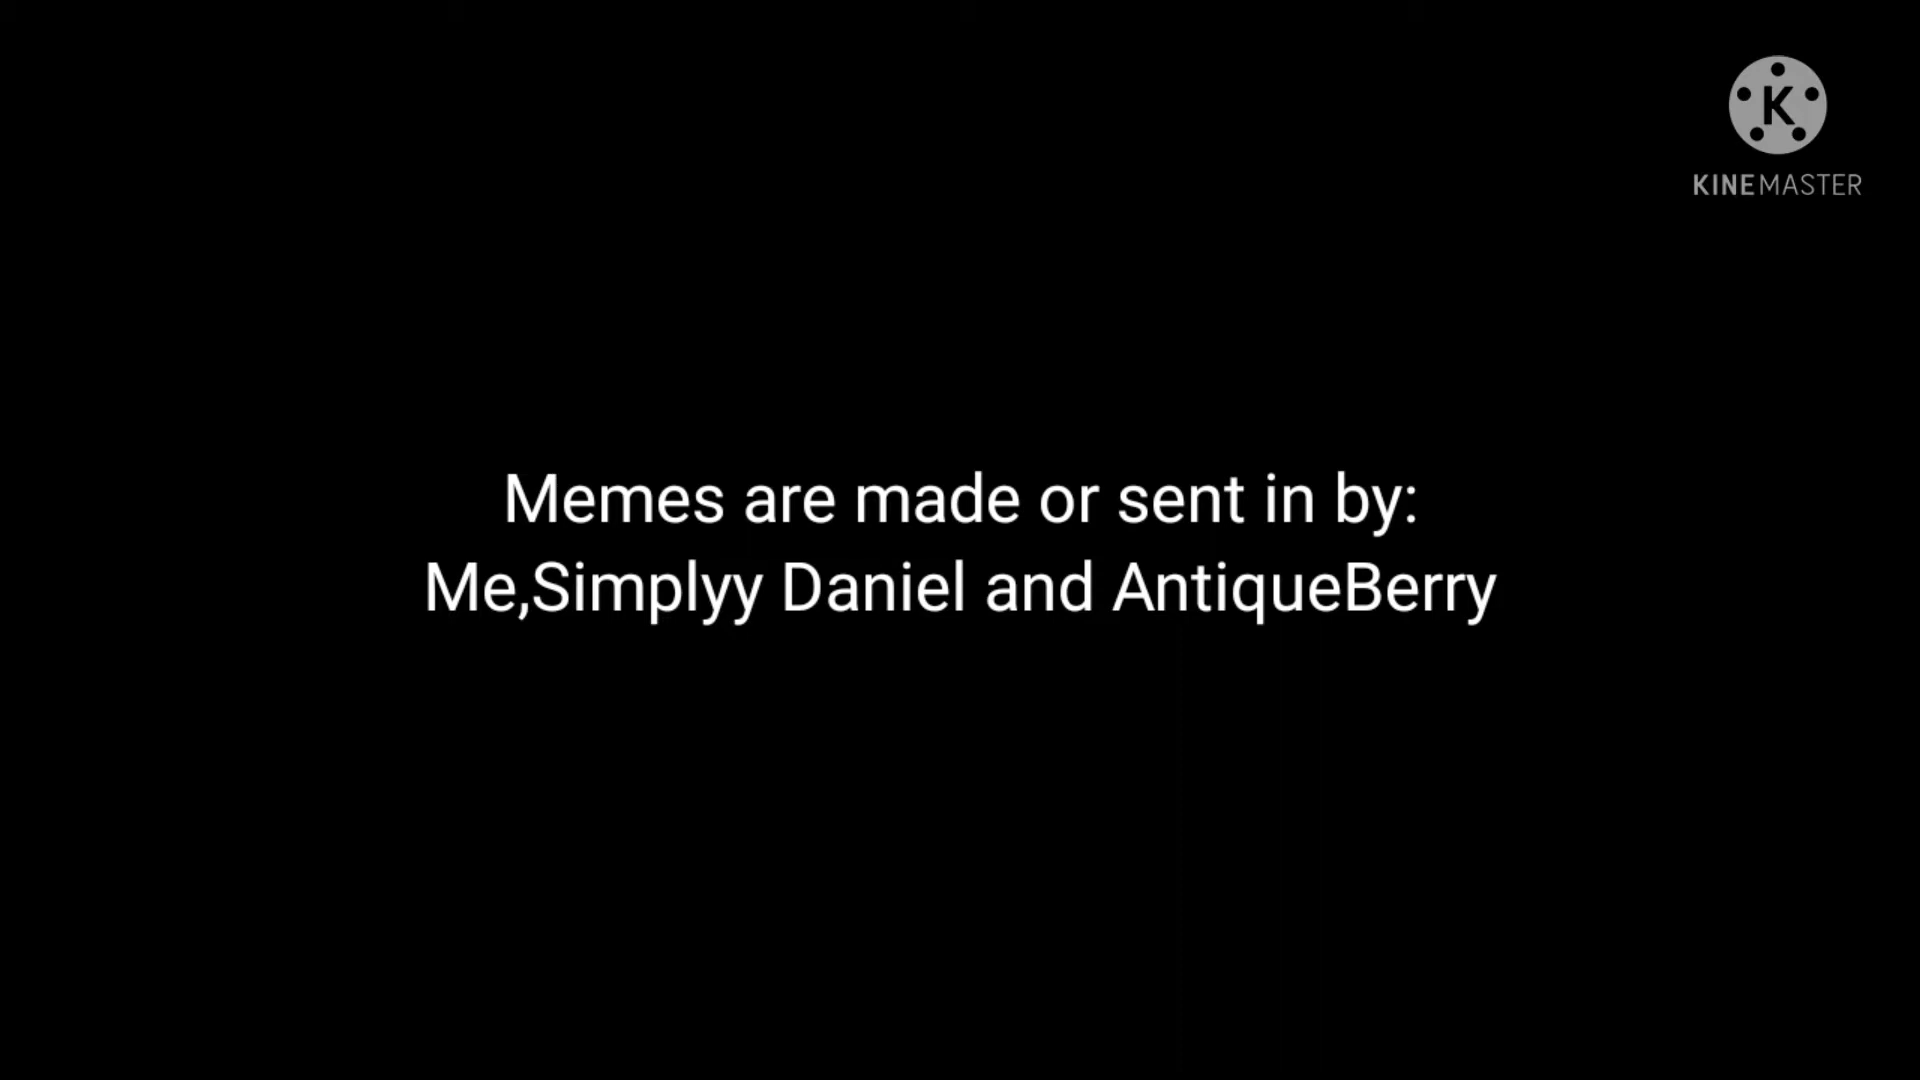 K
KINEMASTER
Memes are made or sent in by:
Me,Simplyy Daniel and AntiqueBerry